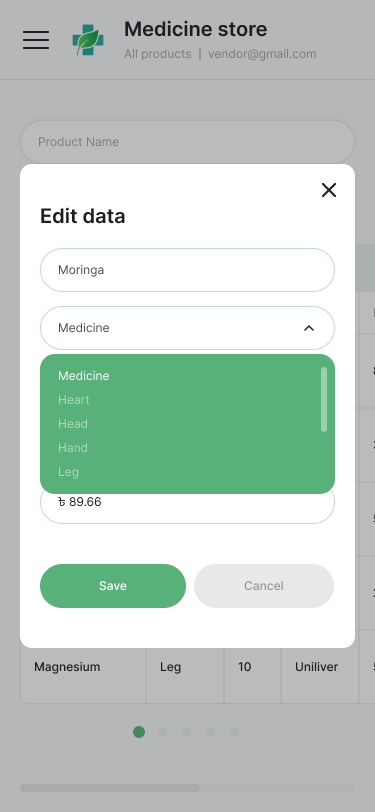 Medicine store
All products | vendor@gmail.com
Product Name
Edit data
Moringa
Medicine
Medicine
Heart
Head
Hand
Leg
৳ 89.66
Save
Cancel
Magnesium
Leg
10
Uniliver